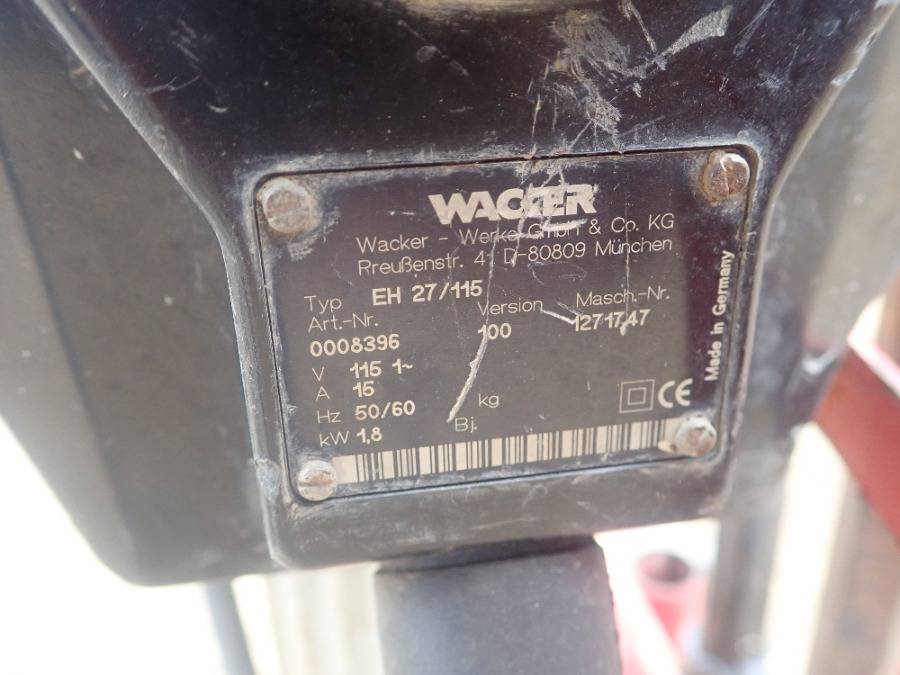 WACKER
Wacker - Werke GmbH & Co. KG
Preußenstr. 41 D-80809 München
Typ EH 27/115
Art.-Nr. Version Masch.-Nr.
0008396 100 1271747
V 115 1~
A 15
Hz 50/60 kg
kW 1,8 Bj.
CE
Made in Germany